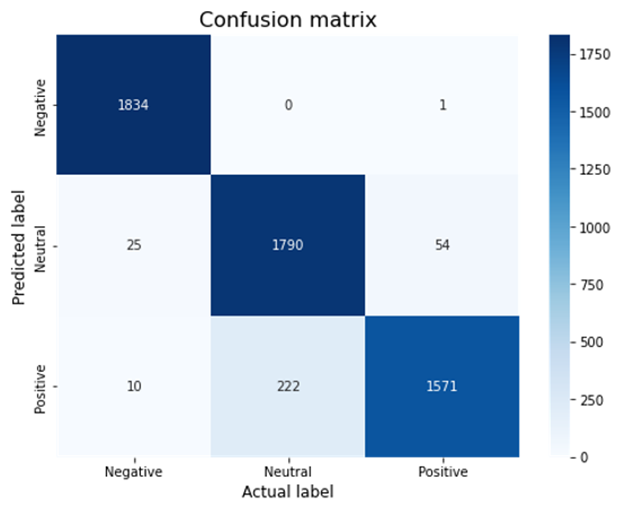 Confusion matrix
Predicted label
Negative 1834 0 1
Neutral 25 1790 54
Positive 10 222 1571
Negative Neutral Positive
Actual label
1750
1500
1250
1000
750
500
250
0